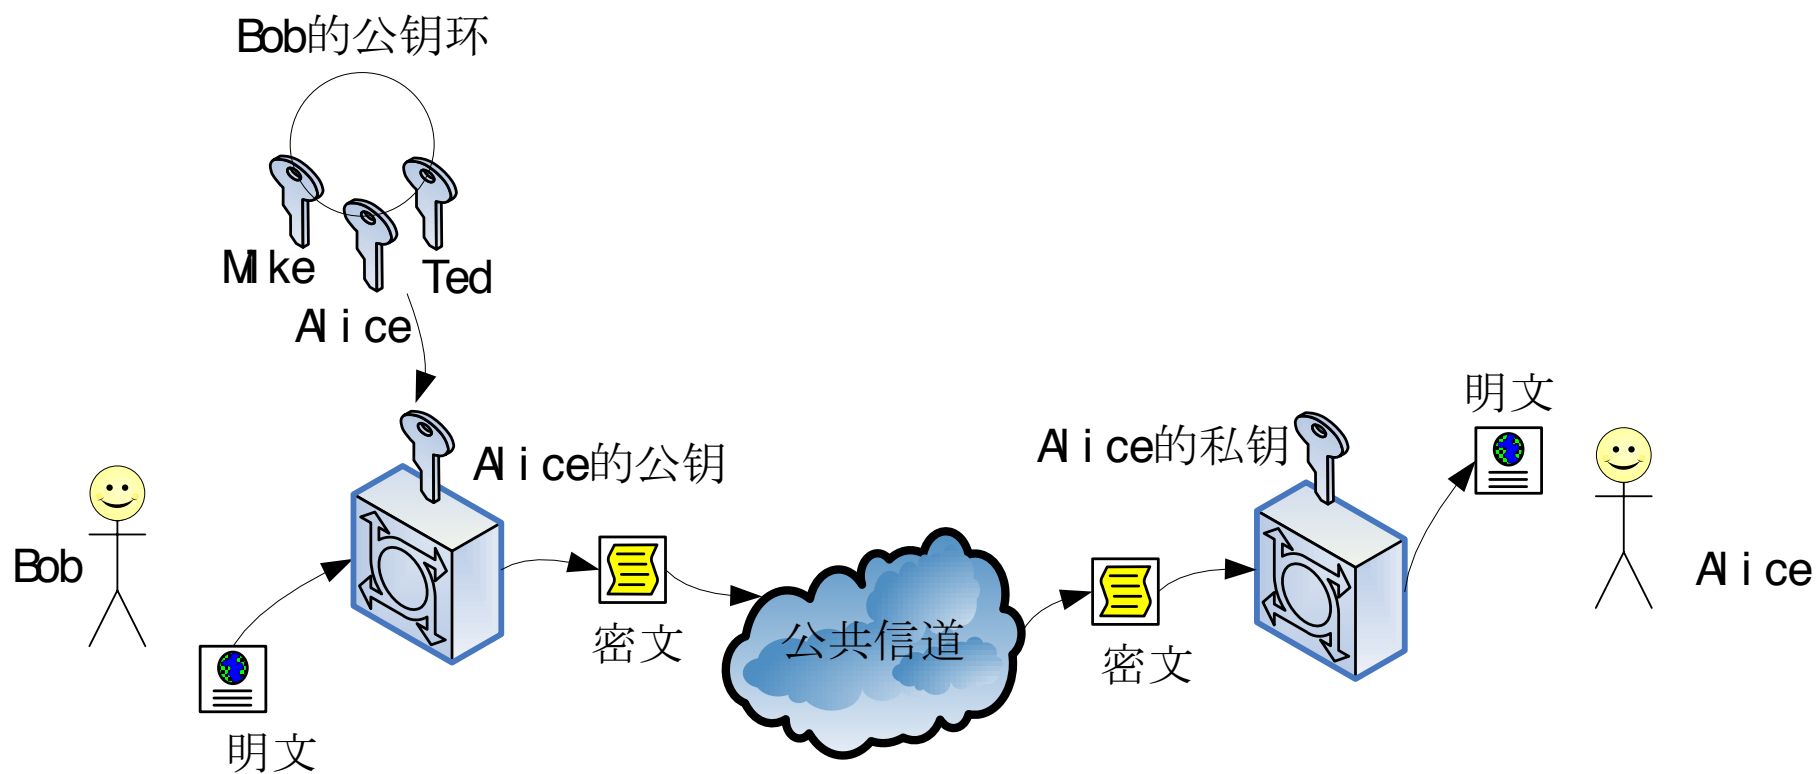 Bob的公钥环
Mike
Ted
Alice
Alice的公钥
Bob
明文
密文
公共信道
密文
Alice的私钥
明文
Alice